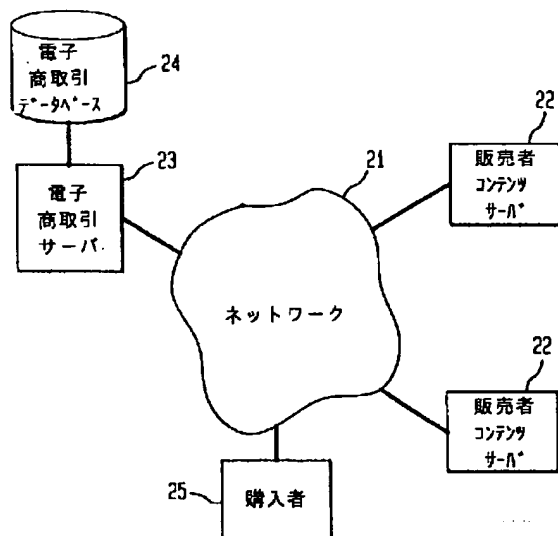 電子
商取引
ﾃﾞｰﾀﾍﾞｰｽ
24
23
電子
商取引
サーバ
21
ネットワーク
22
販売者
ｺﾝﾃﾝﾂ
ｻｰﾊﾞ
22
販売者
ｺﾝﾃﾝﾂ
ｻｰﾊﾞ
25
購入者